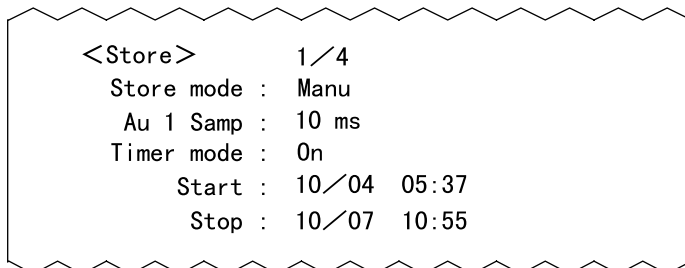 ＜Store＞ 1／4
Store mode : Manu
Au 1 Samp : 10 ms
Timer mode : On
Start : 10／04 05:37
Stop : 10／07 10:55